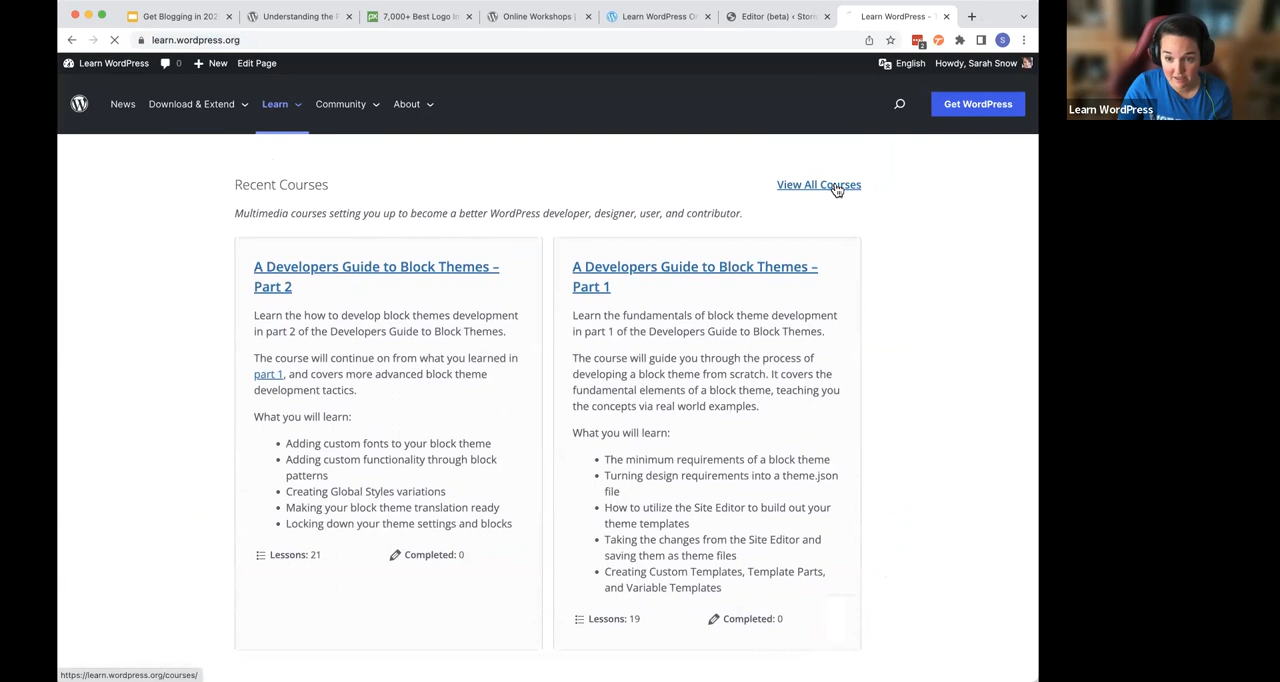 Get Blogging in 202
Understanding the
7,000+ Best Logo In
Online Workshops |
Learn WordPress O
Editor (beta) ‹ Stor
Learn WordPress - T
learn.wordpress.org
2
S
Learn WordPress
0
New
Edit Page
English
Howdy, Sarah Snow
News
Download & Extend
Learn
Community
About
Get WordPress
Recent Courses
View All Courses
Multimedia courses setting you up to become a better WordPress developer, designer, user, and contributor.
A Developers Guide to Block Themes –
Part 2
Learn the how to develop block themes development
in part 2 of the Developers Guide to Block Themes.
The course will continue on from what you learned in
part 1, and covers more advanced block theme
development tactics.
What you will learn:
Adding custom fonts to your block theme
Adding custom functionality through block
patterns
Creating Global Styles variations
Making your block theme translation ready
Locking down your theme settings and blocks
Lessons: 21
Completed: 0
A Developers Guide to Block Themes –
Part 1
Learn the fundamentals of block theme development
in part 1 of the Developers Guide to Block Themes.
The course will guide you through the process of
developing a block theme from scratch. It covers the
fundamental elements of a block theme, teaching you
the concepts via real world examples.
What you will learn:
The minimum requirements of a block theme
Turning design requirements into a theme.json
file
How to utilize the Site Editor to build out your
theme templates
Taking the changes from the Site Editor and
saving them as theme files
Creating Custom Templates, Template Parts,
and Variable Templates
Lessons: 19
Completed: 0
https://learn.wordpress.org/courses/
Learn WordPress